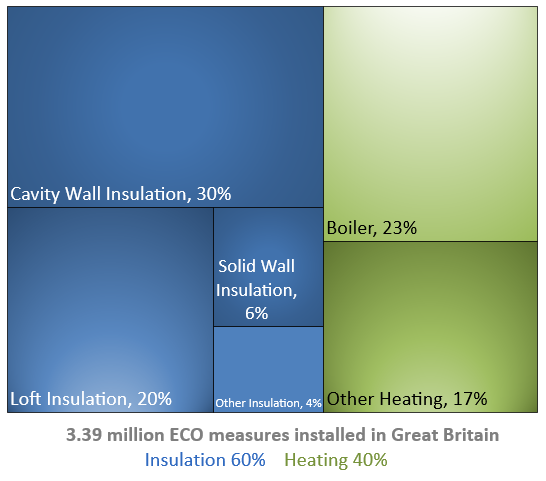 Cavity Wall Insulation, 30%
Boiler, 23%
Solid Wall
Insulation,
6%
Loft Insulation, 20%
Other Insulation, 4%
Other Heating, 17%
3.39 million ECO measures installed in Great Britain
Insulation 60% Heating 40%